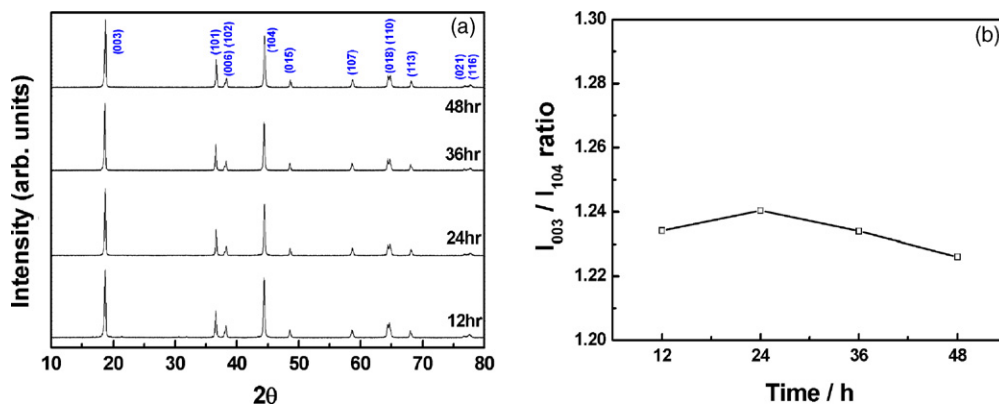 (a)
(003)
(101)
(006) (102)
(104)
(015)
(107)
(018) (110)
(113)
(021)
(116)
48hr
36hr
24hr
12hr
Intensity (arb. units)
10 20 30 40 50 60 70 80
2θ
(b)
1.30
1.28
1.26
1.24
1.22
1.20
I003 / I104 ratio
12 24 36 48
Time / h